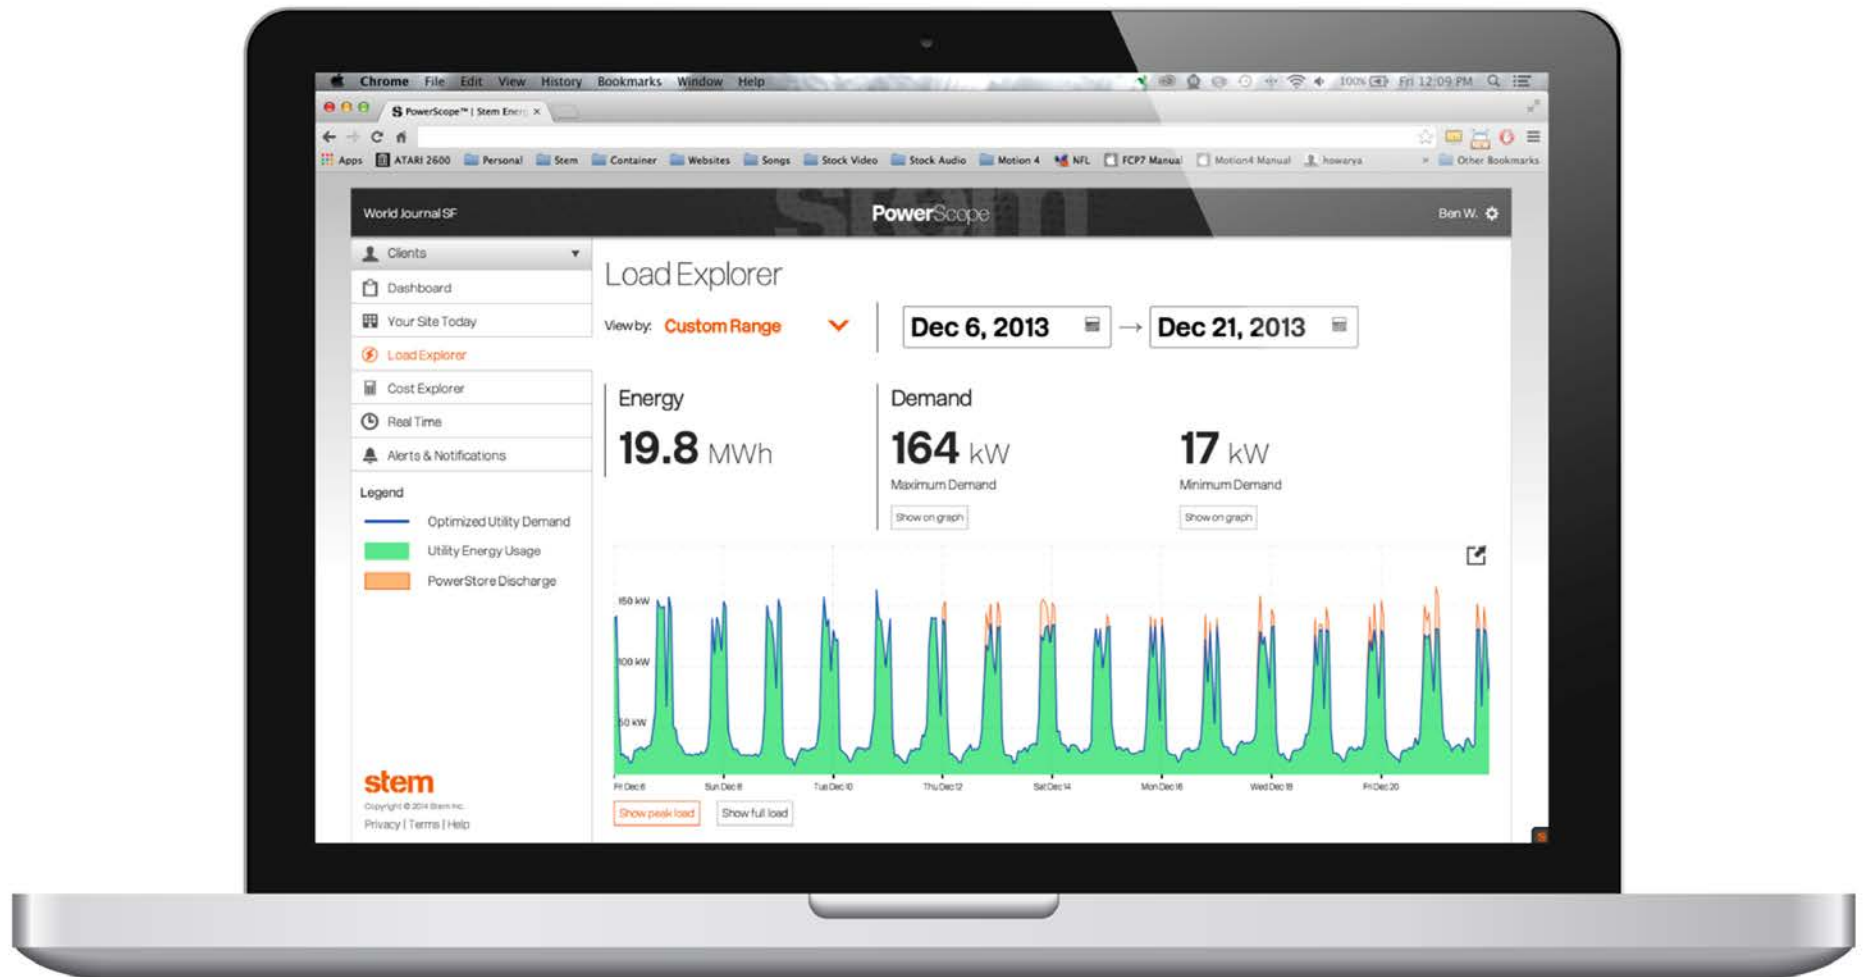 Chrome File Edit View History Bookmarks Window Help 100% Fri 12:09 PM
S PowerScope™ | Stem Energ ×
Apps ATARI 2600 Personal Stem Container Websites Songs Stock Video Stock Audio Motion 4 NFL FCP7 Manual Motion4 Manual howarya » Other Bookmarks
stem
World Journal SF PowerScope Ben W.
Clients
Dashboard
Your Site Today
Load Explorer
Cost Explorer
Real Time
Alerts & Notifications
Legend
Optimized Utility Demand
Utility Energy Usage
PowerStore Discharge
stem
Copyright © 2014 Stem Inc.
Privacy | Terms | Help
Load Explorer
View by: Custom Range Dec 6, 2013 → Dec 21, 2013
Energy
19.8 MWh
Demand
164 kW
Maximum Demand
Show on graph
17 kW
Minimum Demand
Show on graph
150 kW
100 kW
50 kW
Fri Dec 6 Sun Dec 8 Tue Dec 10 Thu Dec 12 Sat Dec 14 Mon Dec 16 Wed Dec 18 Fri Dec 20
Show peak load Show full load